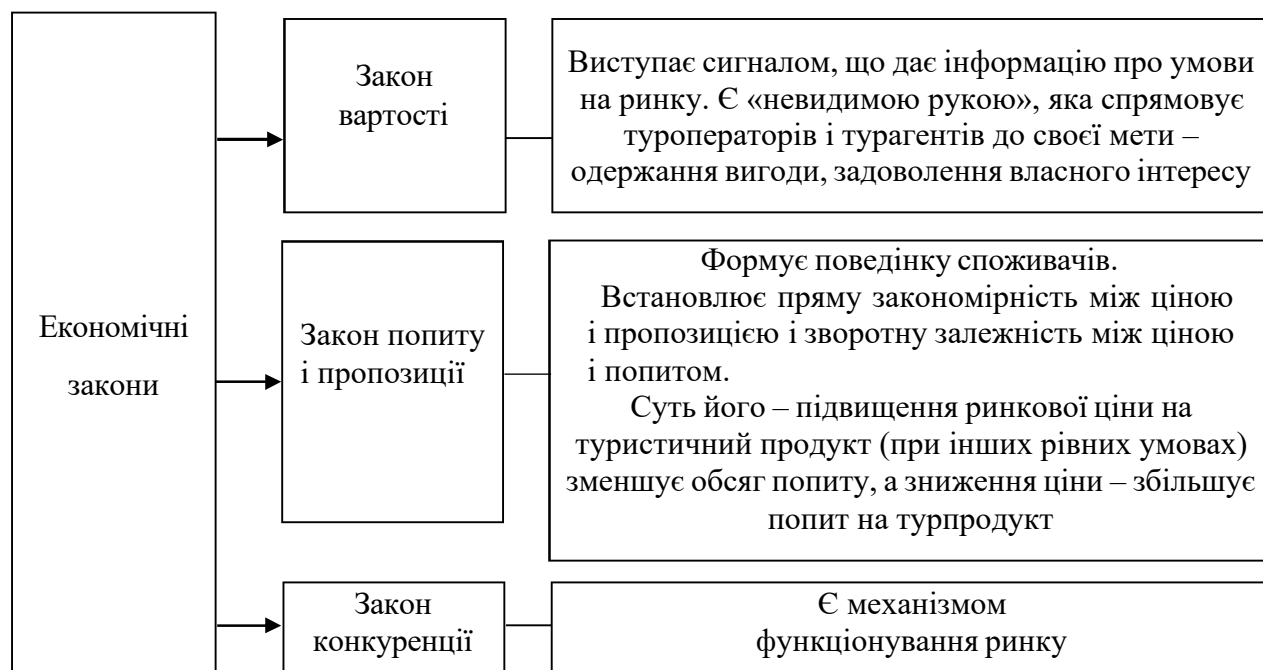 Економічні
закони
Закон
вартості
Виступає сигналом, що дає інформацію про умови
на ринку. Є «невидимою рукою», яка спрямовує
туроператорів і турагентів до своєї мети –
одержання вигоди, задоволення власного інтересу
Закон попиту
і пропозиції
Формує поведінку споживачів.
Встановлює пряму закономірність між ціною
і пропозицією і зворотну залежність між ціною
і попитом.
Суть його – підвищення ринкової ціни на
туристичний продукт (при інших рівних умовах)
зменшує обсяг попиту, а зниження ціни – збільшує
попит на турпродукт
Закон
конкуренції
Є механізмом
функціонування ринку